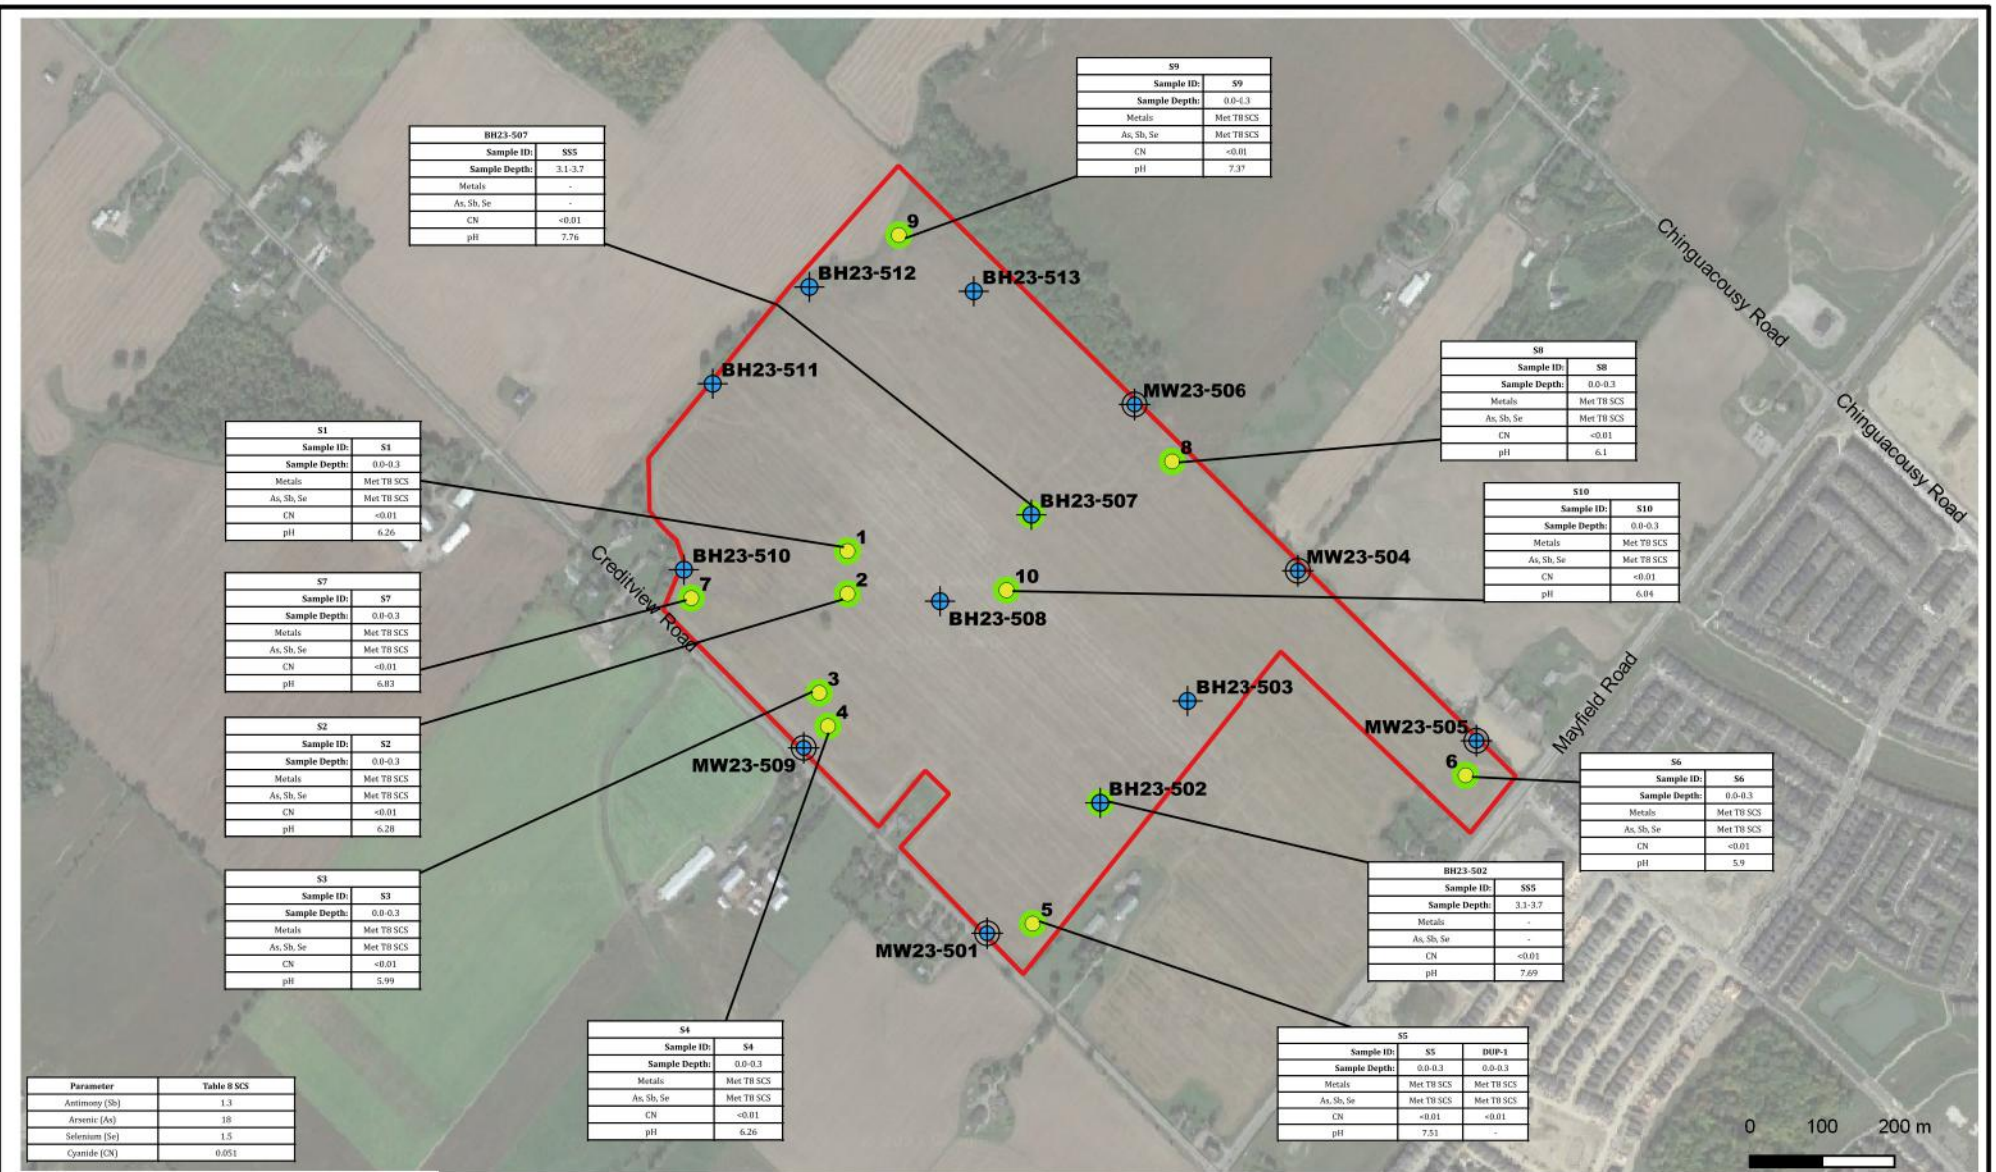 S9
Sample ID: S9
Sample Depth: 0.0-0.3
Metals Met T8 SCS
As, Sb, Se Met T8 SCS
CN <0.01
pH 7.37
BH23-507
Sample ID: SS5
Sample Depth: 3.1-3.7
Metals -
As, Sb, Se -
CN <0.01
pH 7.76
9
BH23-512
BH23-513
Chinguacousy Road
BH23-511
MW23-506
S8
Sample ID: S8
Sample Depth: 0.0-0.3
Metals Met T8 SCS
As, Sb, Se Met T8 SCS
CN <0.01
pH 6.1
8
Chinguacousy Road
S1
Sample ID: S1
Sample Depth: 0.0-0.3
Metals Met T8 SCS
As, Sb, Se Met T8 SCS
CN <0.01
pH 6.26
BH23-507
S10
Sample ID: S10
Sample Depth: 0.0-0.3
Metals Met T8 SCS
As, Sb, Se Met T8 SCS
CN <0.01
pH 6.04
1
BH23-510
MW23-504
Creditview Road
7
2
10
BH23-508
S7
Sample ID: S7
Sample Depth: 0.0-0.3
Metals Met T8 SCS
As, Sb, Se Met T8 SCS
CN <0.01
pH 6.83
3
4
BH23-503
Mayfield Road
MW23-505
MW23-509
6
S2
Sample ID: S2
Sample Depth: 0.0-0.3
Metals Met T8 SCS
As, Sb, Se Met T8 SCS
CN <0.01
pH 6.28
BH23-502
S6
Sample ID: S6
Sample Depth: 0.0-0.3
Metals Met T8 SCS
As, Sb, Se Met T8 SCS
CN <0.01
pH 5.9
S3
Sample ID: S3
Sample Depth: 0.0-0.3
Metals Met T8 SCS
As, Sb, Se Met T8 SCS
CN <0.01
pH 5.99
BH23-502
Sample ID: SS5
Sample Depth: 3.1-3.7
Metals -
As, Sb, Se -
CN <0.01
pH 7.69
5
MW23-501
S4
Sample ID: S4
Sample Depth: 0.0-0.3
Metals Met T8 SCS
As, Sb, Se Met T8 SCS
CN <0.01
pH 6.26
S5
Sample ID: S5 DUP-1
Sample Depth: 0.0-0.3 0.0-0.3
Metals Met T8 SCS Met T8 SCS
As, Sb, Se Met T8 SCS Met T8 SCS
CN <0.01 <0.01
pH 7.51 -
Parameter Table 8 SCS
Antimony (Sb) 1.3
Arsenic (As) 18
Selenium (Se) 1.5
Cyanide (CN) 0.051
0 100 200 m